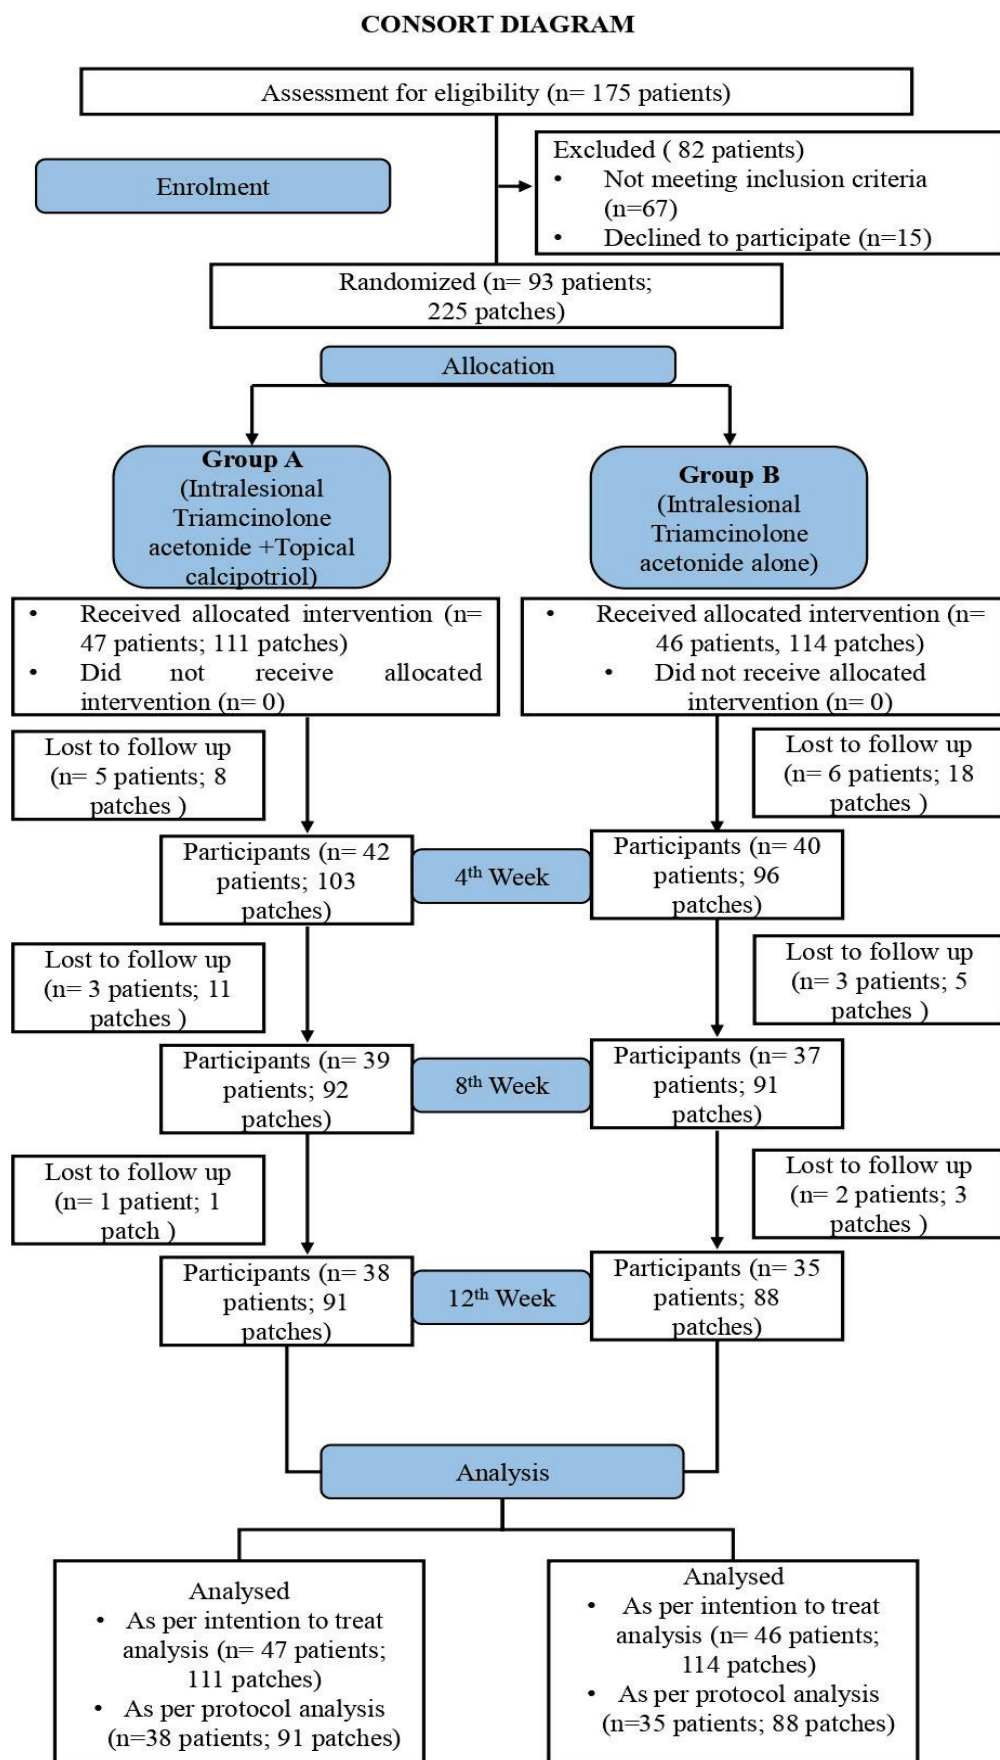 CONSORT DIAGRAM
Assessment for eligibility (n= 175 patients)
Enrolment
Excluded ( 82 patients)
• Not meeting inclusion criteria
(n=67)
• Declined to participate (n=15)
Randomized (n= 93 patients;
225 patches)
Allocation
Group A
(Intralesional
Triamcinolone
acetonide +Topical
calcipotriol)
Group B
(Intralesional
Triamcinolone
acetonide alone)
• Received allocated intervention (n=
47 patients; 111 patches)
• Did not receive allocated
intervention (n= 0)
• Received allocated intervention (n=
46 patients, 114 patches)
• Did not receive allocated
intervention (n= 0)
Lost to follow up
(n= 5 patients; 8
patches )
Lost to follow up
(n= 6 patients; 18
patches )
Participants (n= 42
patients; 103
patches)
4th Week
Participants (n= 40
patients; 96
patches)
Lost to follow up
(n= 3 patients; 11
patches )
Lost to follow up
(n= 3 patients; 5
patches )
Participants (n= 39
patients; 92
patches)
8th Week
Participants (n= 37
patients; 91
patches)
Lost to follow up
(n= 1 patient; 1
patch )
Lost to follow up
(n= 2 patients; 3
patches )
Participants (n= 38
patients; 91
patches)
12th Week
Participants (n= 35
patients; 88
patches)
Analysis
Analysed
• As per intention to treat
analysis (n= 47 patients;
111 patches)
• As per protocol analysis
(n=38 patients; 91 patches)
Analysed
• As per intention to treat
analysis (n= 46 patients;
114 patches)
• As per protocol analysis
(n=35 patients; 88 patches)